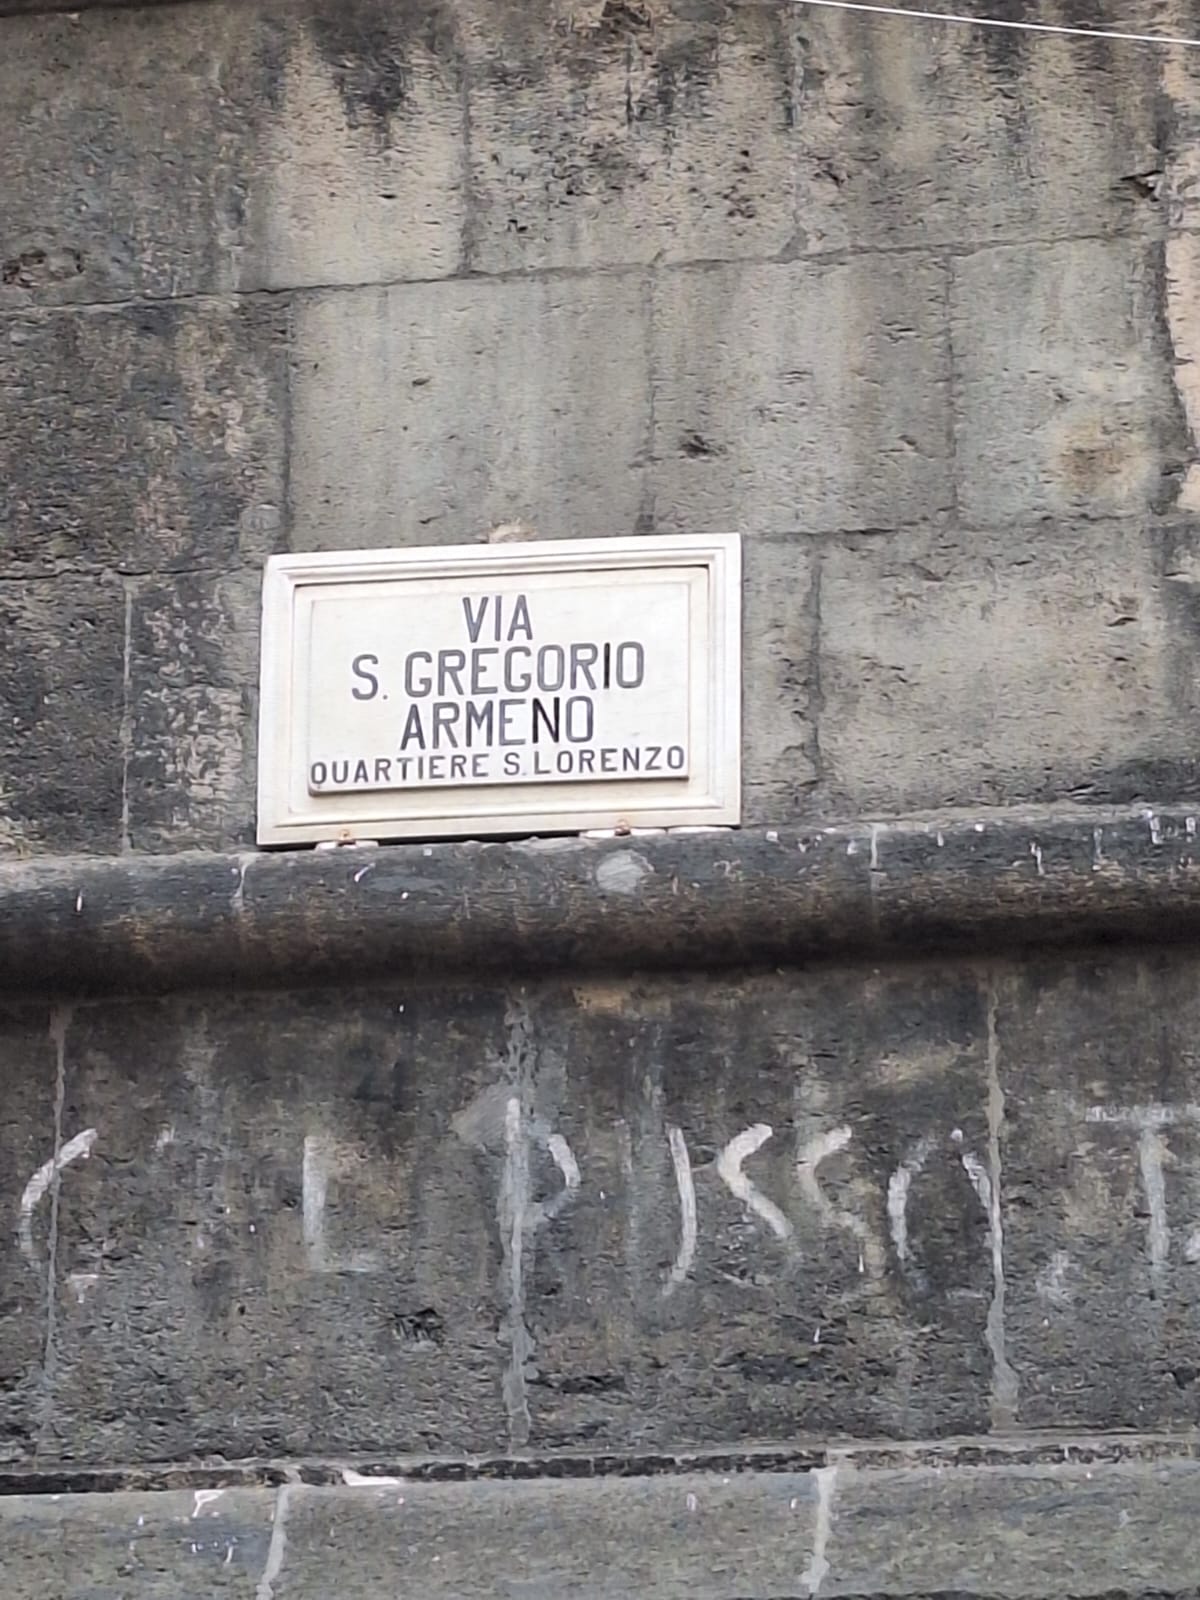 VIA
S. GREGORIO
ARMENO
QUARTIERE S. LORENZO